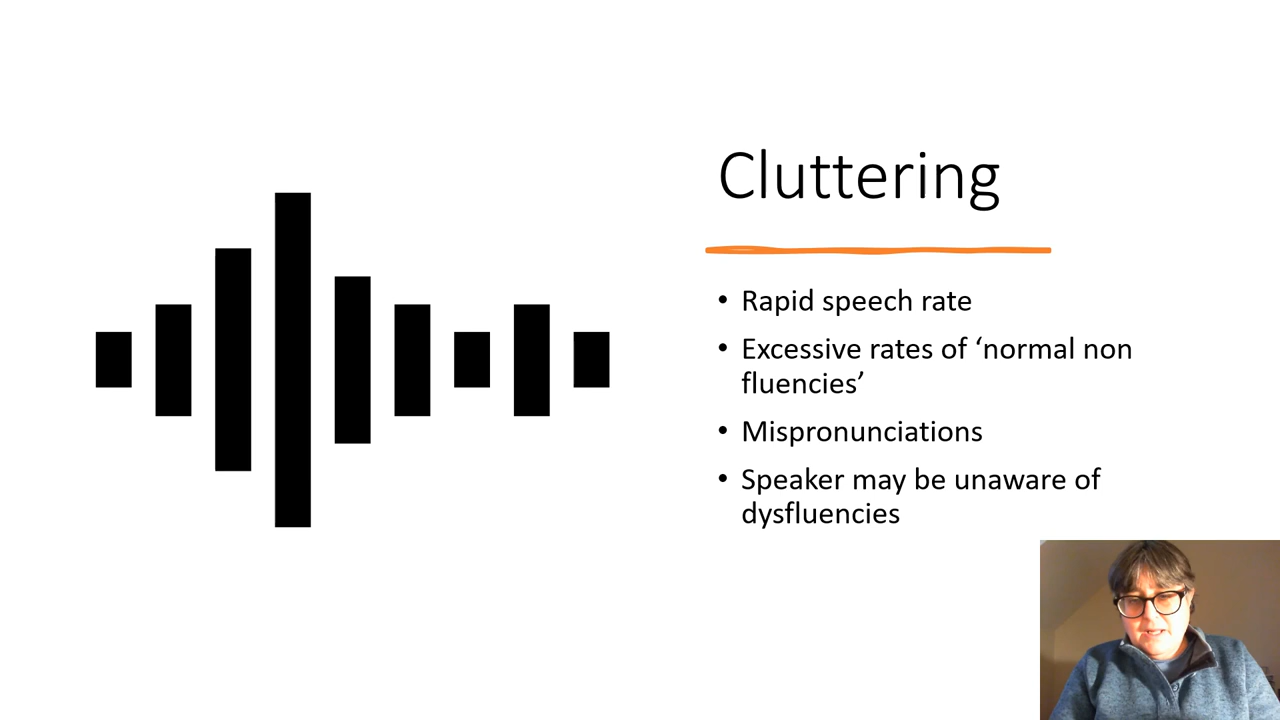 Cluttering
• Rapid speech rate
• Excessive rates of ‘normal non
fluencies’
• Mispronunciations
• Speaker may be unaware of
dysfluencies